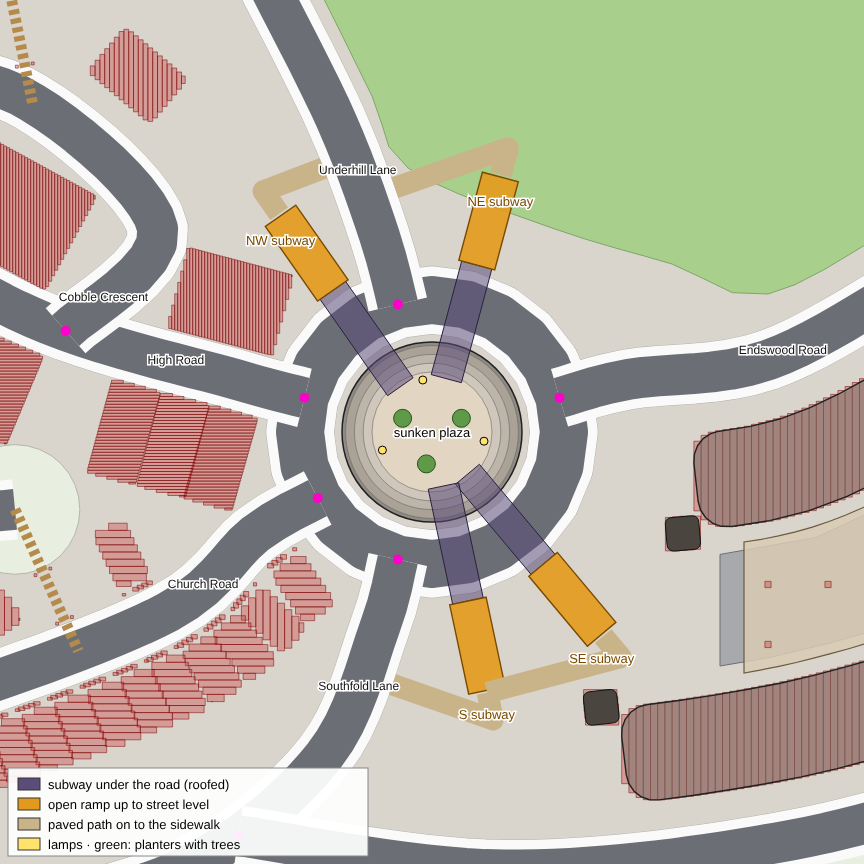 Underhill Lane
NE subway
NW subway
Cobble Crescent
High Road
Endswood Road
sunken plaza
Church Road
SE subway
Southfold Lane
S subway
subway under the road (roofed)
open ramp up to street level
paved path on to the sidewalk
lamps · green: planters with trees